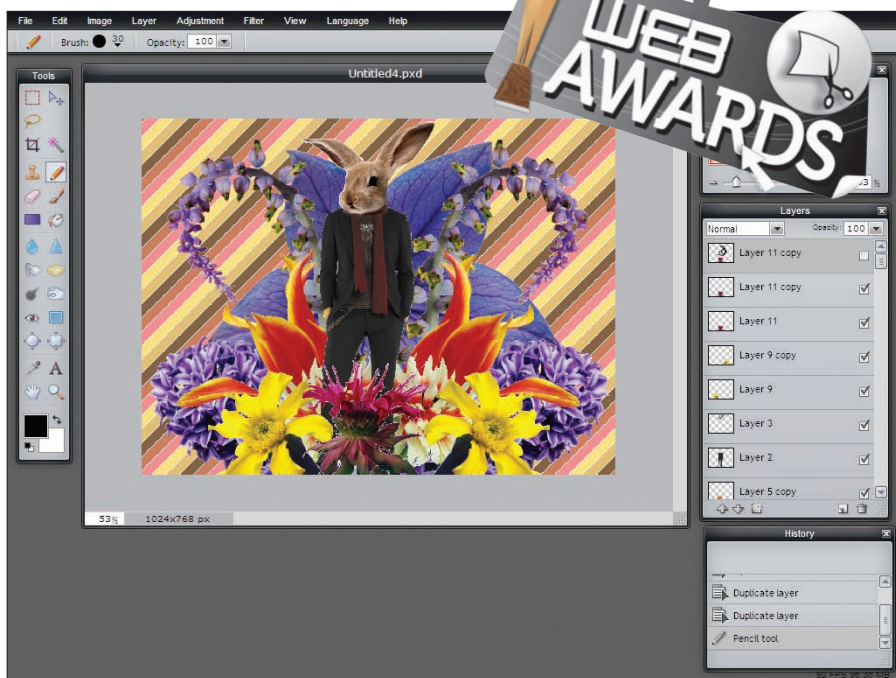 File Edit Image Layer Adjustment Filter View Language Help
Brush: 30 Opacity: 100
WEB
AWARDS
Tools
Untitled4.pxd
53 %
Layers
Normal Opacity: 100
Layer 11 copy
Layer 11 copy
Layer 11
Layer 9 copy
Layer 9
Layer 3
Layer 2
Layer 5 copy
A
53% 1024x768 px
History
Duplicate layer
Duplicate layer
Pencil tool